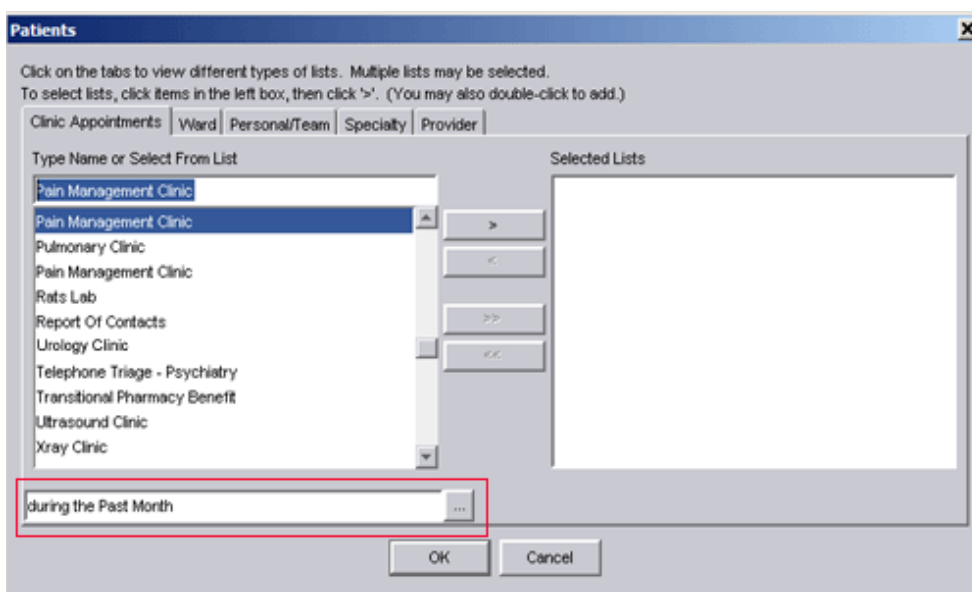 Patients
Click on the tabs to view different types of lists. Multiple lists may be selected.
To select lists, click items in the left box, then click '>'. (You may also double-click to add.)
Clinic Appointments Ward Personal/Team Specialty Provider
Type Name or Select From List
Selected Lists
Pain Management Clinic
Pain Management Clinic
Pulmonary Clinic
Pain Management Clinic
Rats Lab
Report Of Contacts
Urology Clinic
Telephone Triage - Psychiatry
Transitional Pharmacy Benefit
Ultrasound Clinic
Xray Clinic
>
<
>>
<<
during the Past Month
...
OK Cancel